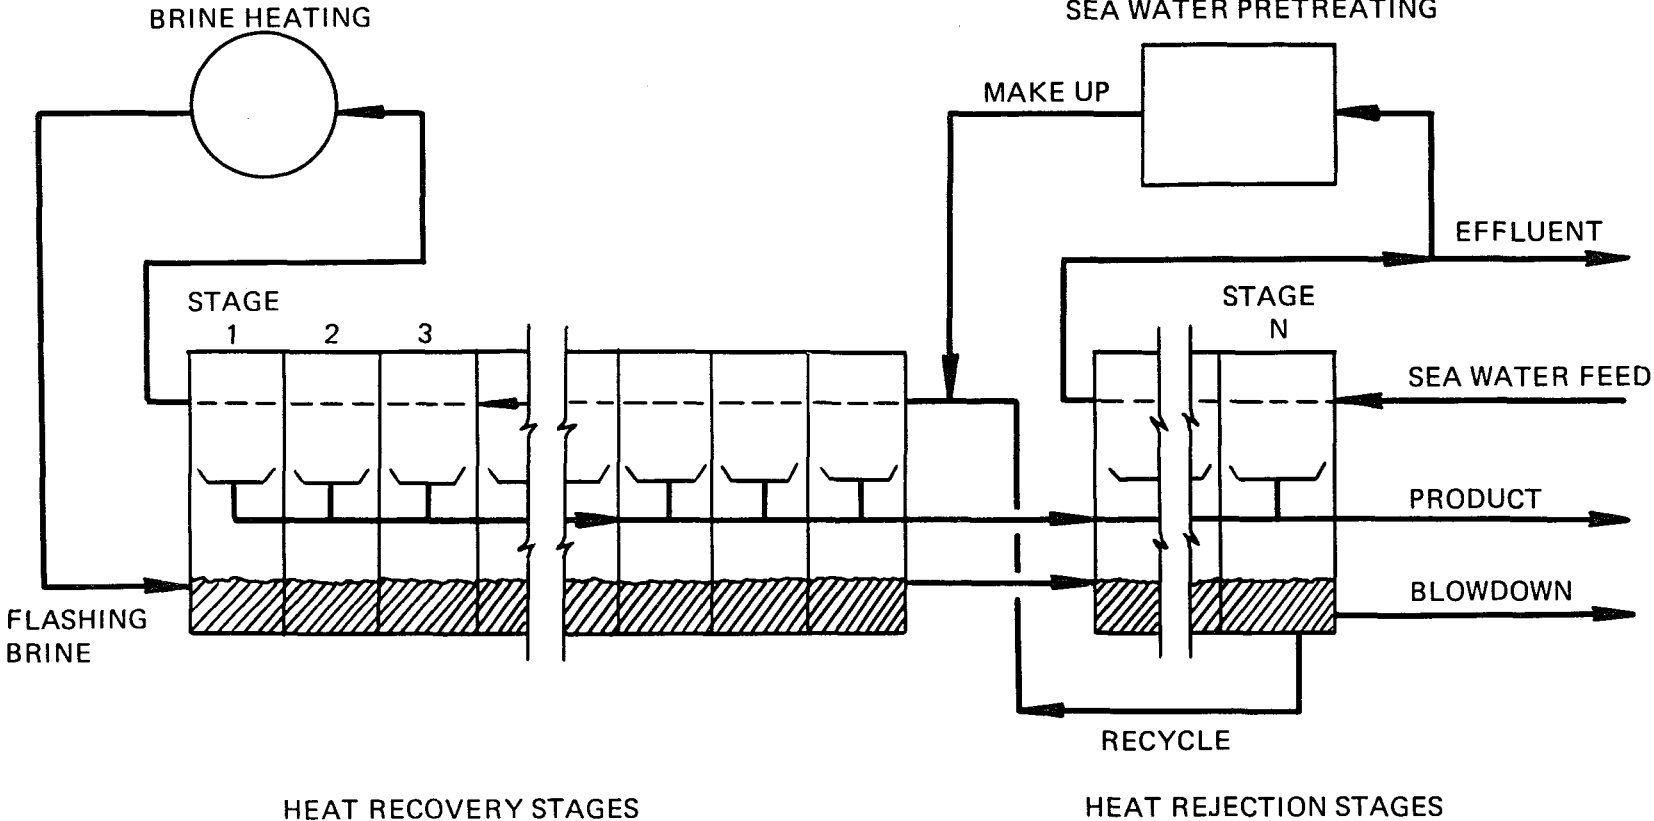 BRINE HEATING
SEA WATER PRETREATING
MAKE UP
EFFLUENT
STAGE
1 2 3
STAGE
N
SEA WATER FEED
PRODUCT
BLOWDOWN
FLASHING
BRINE
RECYCLE
HEAT RECOVERY STAGES
HEAT REJECTION STAGES